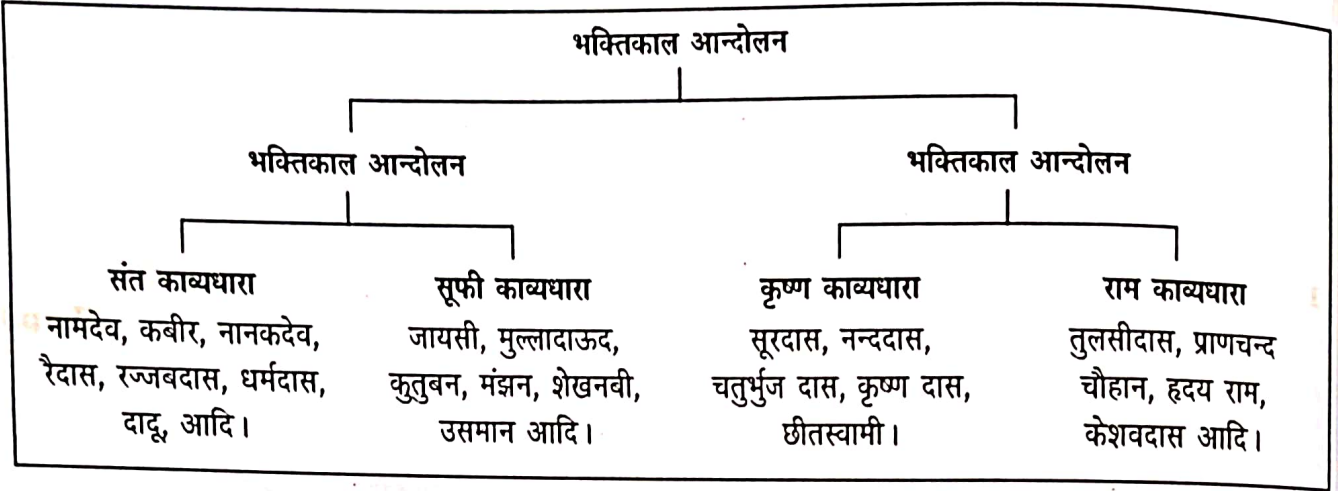 भक्तिकाल आन्दोलन
भक्तिकाल आन्दोलन
भक्तिकाल आन्दोलन
संत काव्यधारा
नामदेव, कबीर, नानकदेव,
रैदास, रज्जबदास, धर्मदास,
दादू, आदि।
सूफी काव्यधारा
जायसी, मुल्लादाऊद,
कुतुबन, मंझन, शेखनवी,
उसमान आदि।
कृष्ण काव्यधारा
सूरदास, नन्ददास,
चतुर्भुज दास, कृष्ण दास,
छीतस्वामी।
राम काव्यधारा
तुलसीदास, प्राणचन्द
चौहान, हृदय राम,
केशवदास आदि।